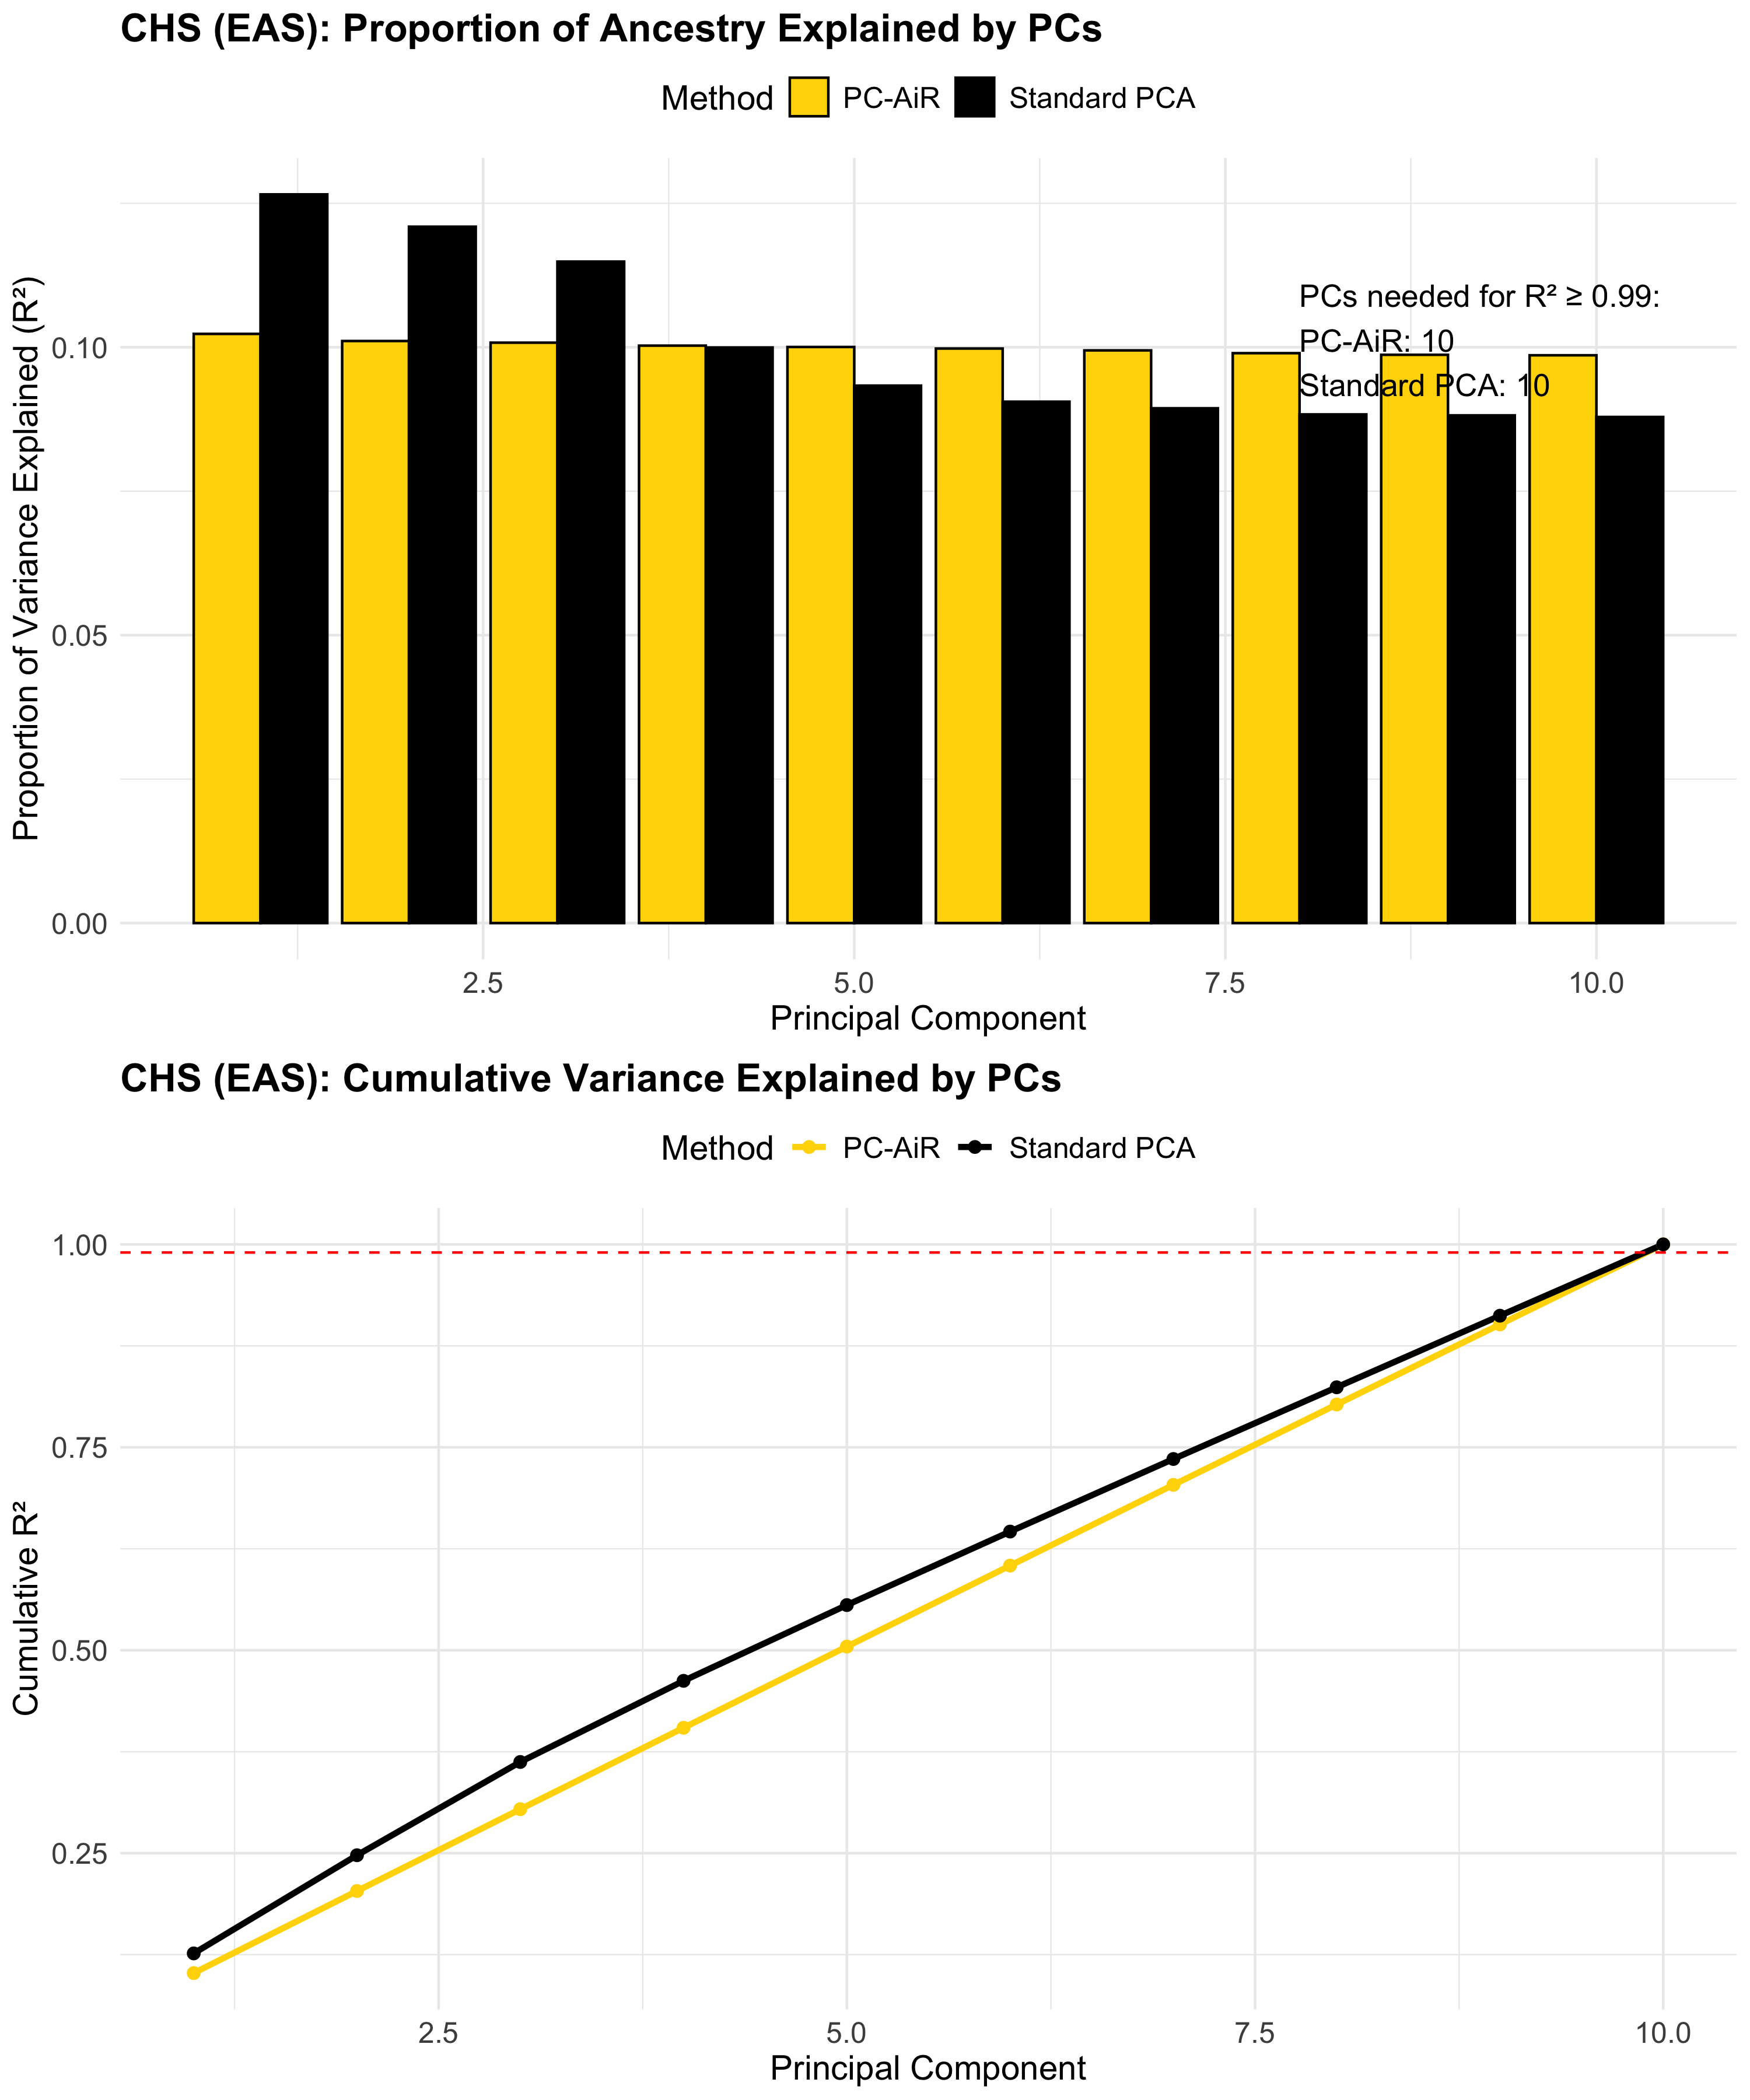 CHS (EAS): Proportion of Ancestry Explained by PCs
Method PC-AiR Standard PCA
Proportion of Variance Explained (R²)
0.10
0.05
0.00
PCs needed for R² ≥ 0.99:
PC-AiR: 10
Standard PCA: 10
2.5 5.0 7.5 10.0
Principal Component
CHS (EAS): Cumulative Variance Explained by PCs
Method PC-AiR Standard PCA
Cumulative R²
1.00
0.75
0.50
0.25
2.5 5.0 7.5 10.0
Principal Component